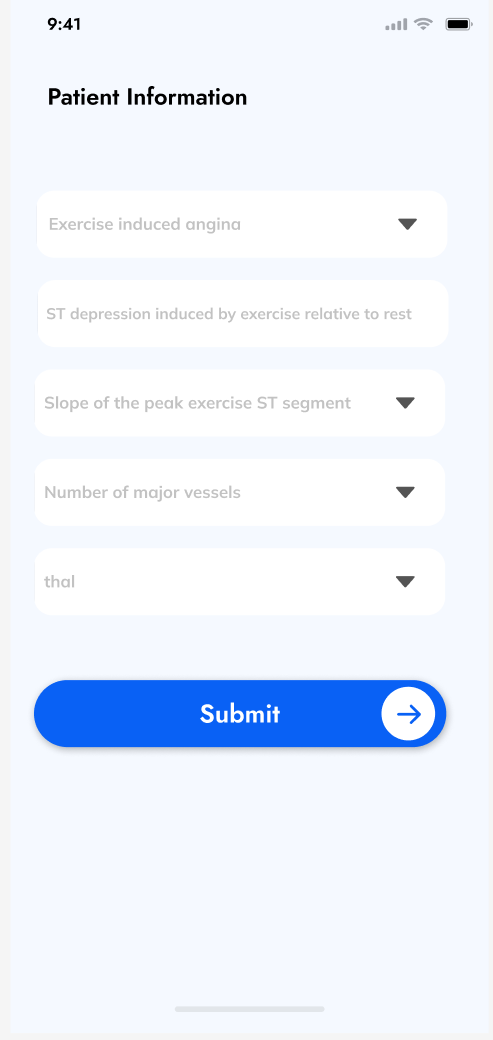 9:41
Patient Information
Exercise induced angina
ST depression induced by exercise relative to rest
Slope of the peak exercise ST segment
Number of major vessels
thal
Submit